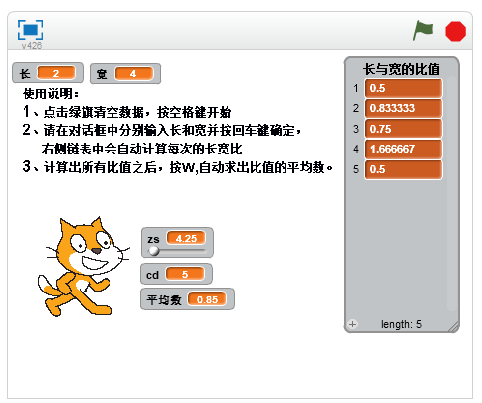 v426
长 2 宽 4
使用说明：
1、点击绿旗清空数据，按空格键开始
2、请在对话框中分别输入长和宽并按回车键确定，
右侧链表中会自动计算每次的长宽比
3、计算出所有比值之后，按W,自动求出比值的平均数。
zs 4.25
cd 5
平均数 0.85
长与宽的比值
1 0.5
2 0.833333
3 0.75
4 1.666667
5 0.5
+ length: 5